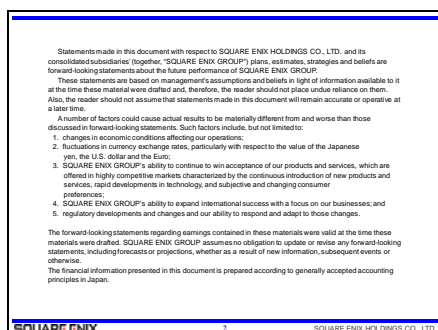 Statements made in this document with respect to SQUARE ENIX HOLDINGS CO., LTD. and its
consolidated subsidiaries' (together, "SQUARE ENIX GROUP") plans, estimates, strategies and beliefs are
forward-looking statements about the future performance of SQUARE ENIX GROUP.
These statements are based on management's assumptions and beliefs in light of information available to it
at the time these material were drafted and, therefore, the reader should not place undue reliance on them.
Also, the reader should not assume that statements made in this document will remain accurate or operative at
a later time.
A number of factors could cause actual results to be materially different from and worse than those
discussed in forward-looking statements. Such factors include, but not limited to:
1. changes in economic conditions affecting our operations;
2. fluctuations in currency exchange rates, particularly with respect to the value of the Japanese
yen, the U.S. dollar and the Euro;
3. SQUARE ENIX GROUP's ability to continue to win acceptance of our products and services, which are
offered in highly competitive markets characterized by the continuous introduction of new products and
services, rapid developments in technology, and subjective and changing consumer
preferences;
4. SQUARE ENIX GROUP's ability to expand international success with a focus on our businesses; and
5. regulatory developments and changes and our ability to respond and adapt to those changes.
The forward-looking statements regarding earnings contained in these materials were valid at the time these
materials were drafted. SQUARE ENIX GROUP assumes no obligation to update or revise any forward-looking
statements, including forecasts or projections, whether as a result of new information, subsequent events or
otherwise.
The financial information presented in this document is prepared according to generally accepted accounting
principles in Japan.
SQUARE ENIX
2
SQUARE ENIX HOLDINGS CO., LTD.